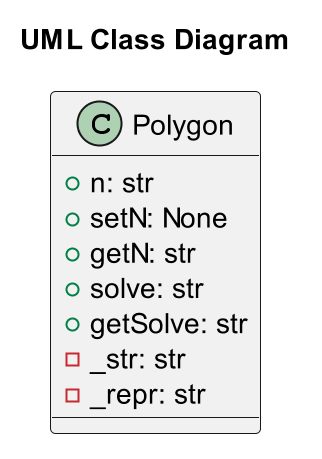 UML Class Diagram
C Polygon
n: str
setN: None
getN: str
solve: str
getSolve: str
_str: str
_repr: str